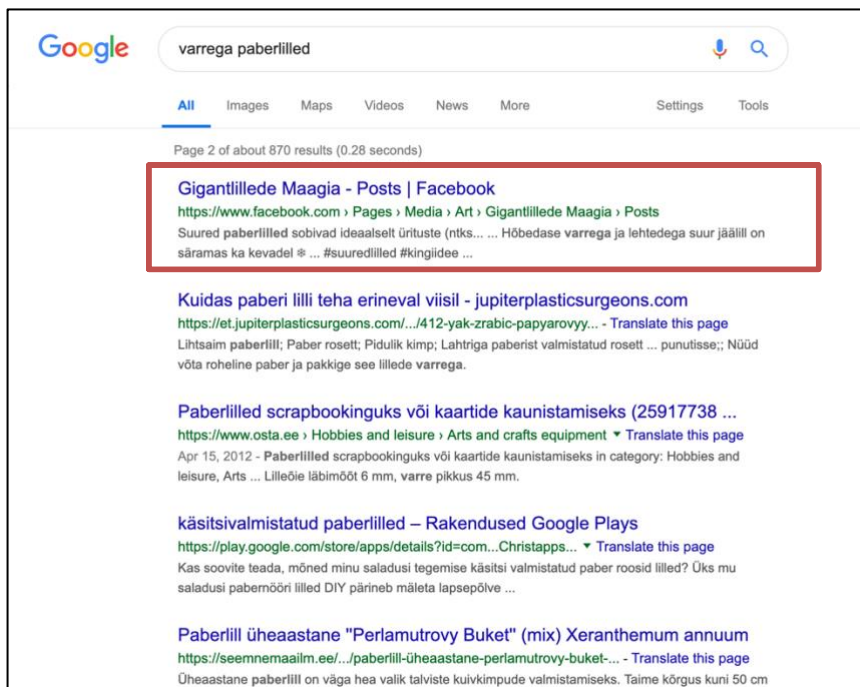 Google
varrega paberlilled
All Images Maps Videos News More Settings Tools
Page 2 of about 870 results (0.28 seconds)
Gigantlillede Maagia - Posts | Facebook
https://www.facebook.com › Pages › Media › Art › Gigantlillede Maagia › Posts
Suured paberlilled sobivad ideaalselt ürituste (ntks... ... Hõbedase varrega ja lehtedega suur jäälill on
säramas ka kevadel ❄ ... #suuredlilled #kingiidee ...
Kuidas paberi lilli teha erineval viisil - jupiterplasticsurgeons.com
https://et.jupiterplasticsurgeons.com/.../412-yak-zrabic-papyarovyy... - Translate this page
Lihtsaim paberlill; Paber rosett; Pidulik kimp; Lahtriga paberist valmistatud rosett ... punutisse;; Nüüd
võta roheline paber ja pakkige see lillede varrega.
Paberlilled scrapbookinguks või kaartide kaunistamiseks (25917738 ...
https://www.osta.ee › Hobbies and leisure › Arts and crafts equipment ▼ Translate this page
Apr 15, 2012 - Paberlilled scrapbookinguks või kaartide kaunistamiseks in category: Hobbies and
leisure, Arts ... Lilleõie läbimõõt 6 mm, varre pikkus 45 mm.
käsitsivalmistatud paberlilled – Rakendused Google Plays
https://play.google.com/store/apps/details?id=com...Christapps... ▼ Translate this page
Kas soovite teada, mõned minu saladusi tegemise käsitsi valmistatud paber roosid lilled? Üks mu
saladusi pabernööri lilled DIY pärineb mäleta lapsepõlve ...
Paberlill üheaastane "Perlamutrovy Buket" (mix) Xeranthemum annuum
https://seemnemaailm.ee/.../paberlill-üheaastane-perlamutrovy-buket-... - Translate this page
Üheaastane paberlill on väga hea valik talviste kuivkimpude valmistamiseks. Taime kõrgus kuni 50 cm